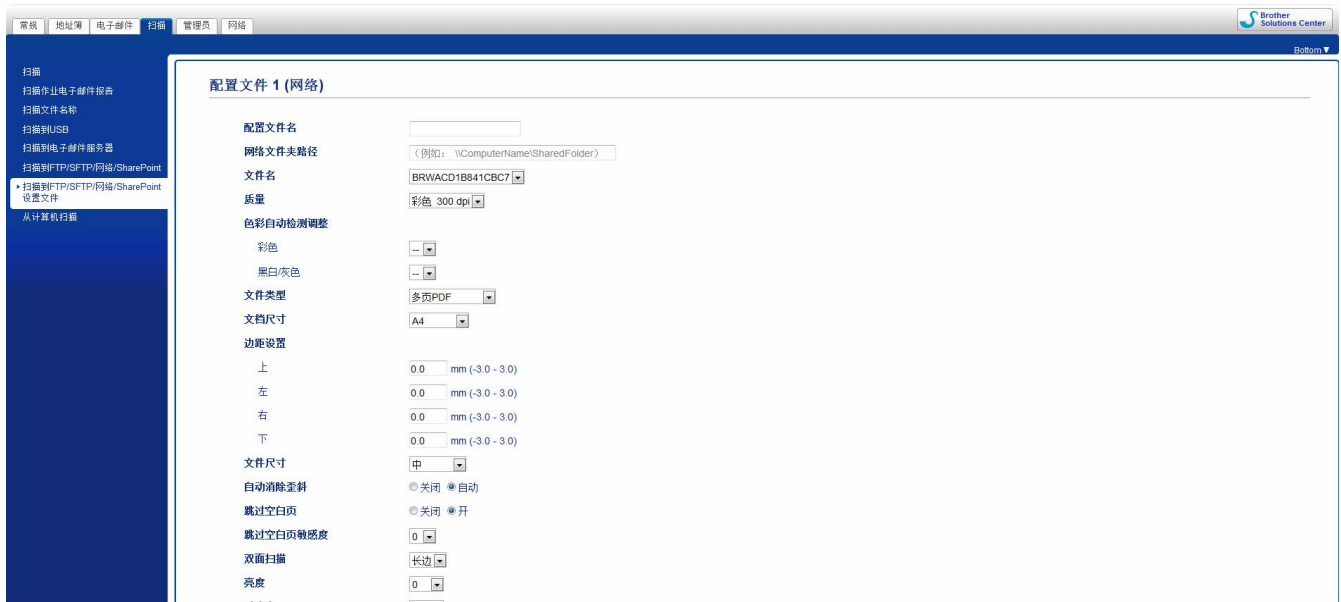 常规 地址簿 电子邮件 扫描 管理员 网络
Brother
Solutions Center
Bottom▼
扫描
扫描作业电子邮件报告
扫描文件名称
扫描到USB
扫描到电子邮件服务器
扫描到FTP/SFTP/网络/SharePoint
扫描到FTP/SFTP/网络/SharePoint
设置文件
从计算机扫描
配置文件 1 (网络)
配置文件名
网络文件夹路径 （例如： \\ComputerName\SharedFolder）
文件名 BRWACD1B841CBC7
质量 彩色 300 dpi
色彩自动检测调整
彩色 --
黑白/灰色 --
文件类型 多页PDF
文档尺寸 A4
边距设置
上 0.0 mm (-3.0 - 3.0)
左 0.0 mm (-3.0 - 3.0)
右 0.0 mm (-3.0 - 3.0)
下 0.0 mm (-3.0 - 3.0)
文件尺寸 中
自动消除歪斜 关闭 自动
跳过空白页 关闭 开
跳过空白页敏感度 0
双面扫描 长边
亮度 0